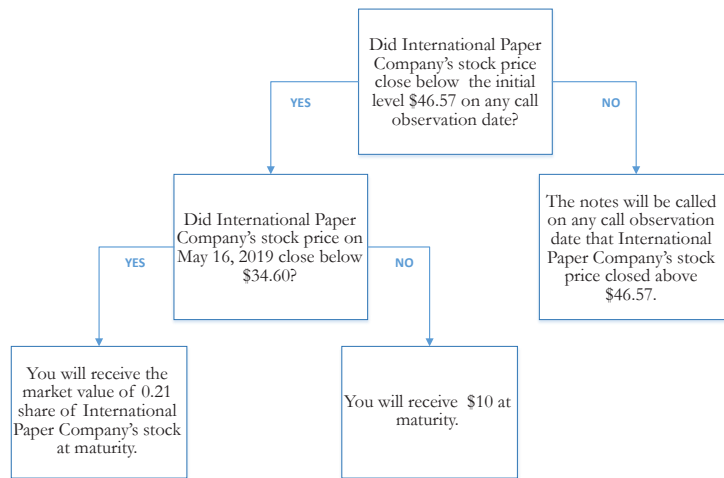 Did International Paper
Company's stock price
close below the initial
level $46.57 on any call
observation date?
YES
NO
Did International Paper
Company's stock price on
May 16, 2019 close below
$34.60?
The notes will be called
on any call observation
date that International
Paper Company's stock
price closed above
$46.57.
YES
NO
You will receive the
market value of 0.21
share of International
Paper Company's stock
at maturity.
You will receive $10 at
maturity.